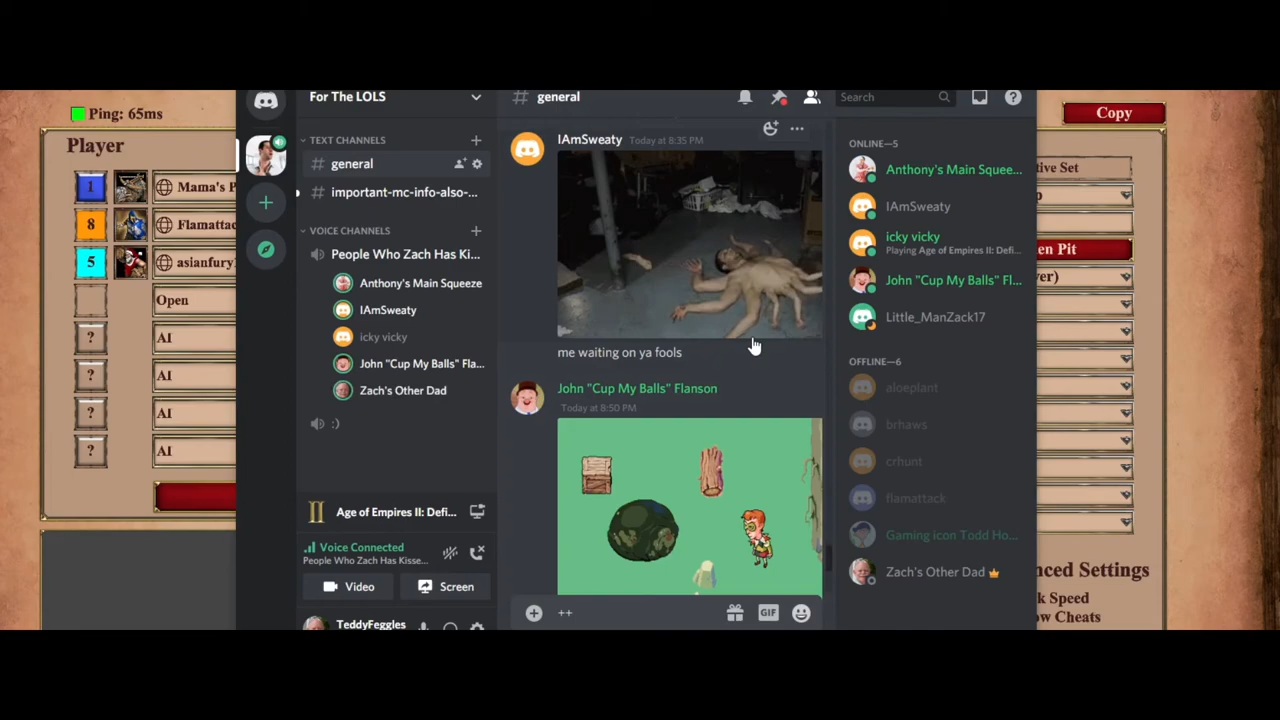 Ping: 65ms
Player
1
Mama's P
8
Flamattac
5
asianfury
Open
?
AI
?
AI
?
AI
?
AI
For The LOLS
TEXT CHANNELS
# general
# important-mc-info-also-...
VOICE CHANNELS
People Who Zach Has Ki...
Anthony's Main Squeeze
IAmSweaty
icky vicky
John "Cup My Balls" Fla...
Zach's Other Dad
:)
Age of Empires II: Defi...
Voice Connected
People Who Zach Has Kisse...
Video
Screen
TeddyFeggles
# general
Search
IAmSweaty Today at 8:35 PM
me waiting on ya fools
John "Cup My Balls" Flanson
Today at 8:50 PM
++
GIF
ONLINE—5
Anthony's Main Squee...
IAmSweaty
icky vicky
Playing Age of Empires II: Defi...
John "Cup My Balls" Fl...
Little_ManZack17
OFFLINE—6
aloeplant
brhaws
crhunt
flamattack
Gaming icon Todd Ho...
Zach's Other Dad
Copy
tive Set
en Pit
nced Settings
k Speed
ow Cheats